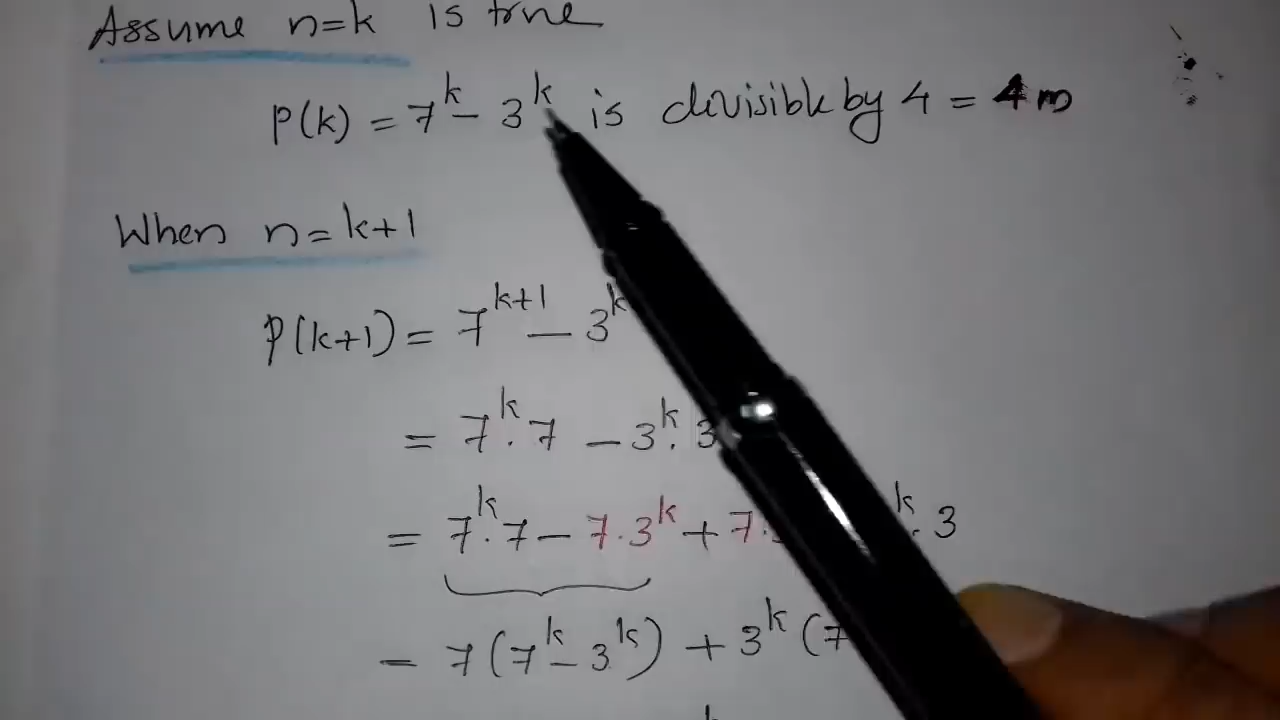 Assume n=k is true
P(k) = 7^k - 3^k is divisible by 4 = 4m
When n=k+1
P(k+1) = 7^(k+1) - 3^k
= 7^k.7 - 3^k.3
= 7^k.7 - 7.3^k + 7. ^k.3
= 7(7^k - 3^k) + 3^k(7